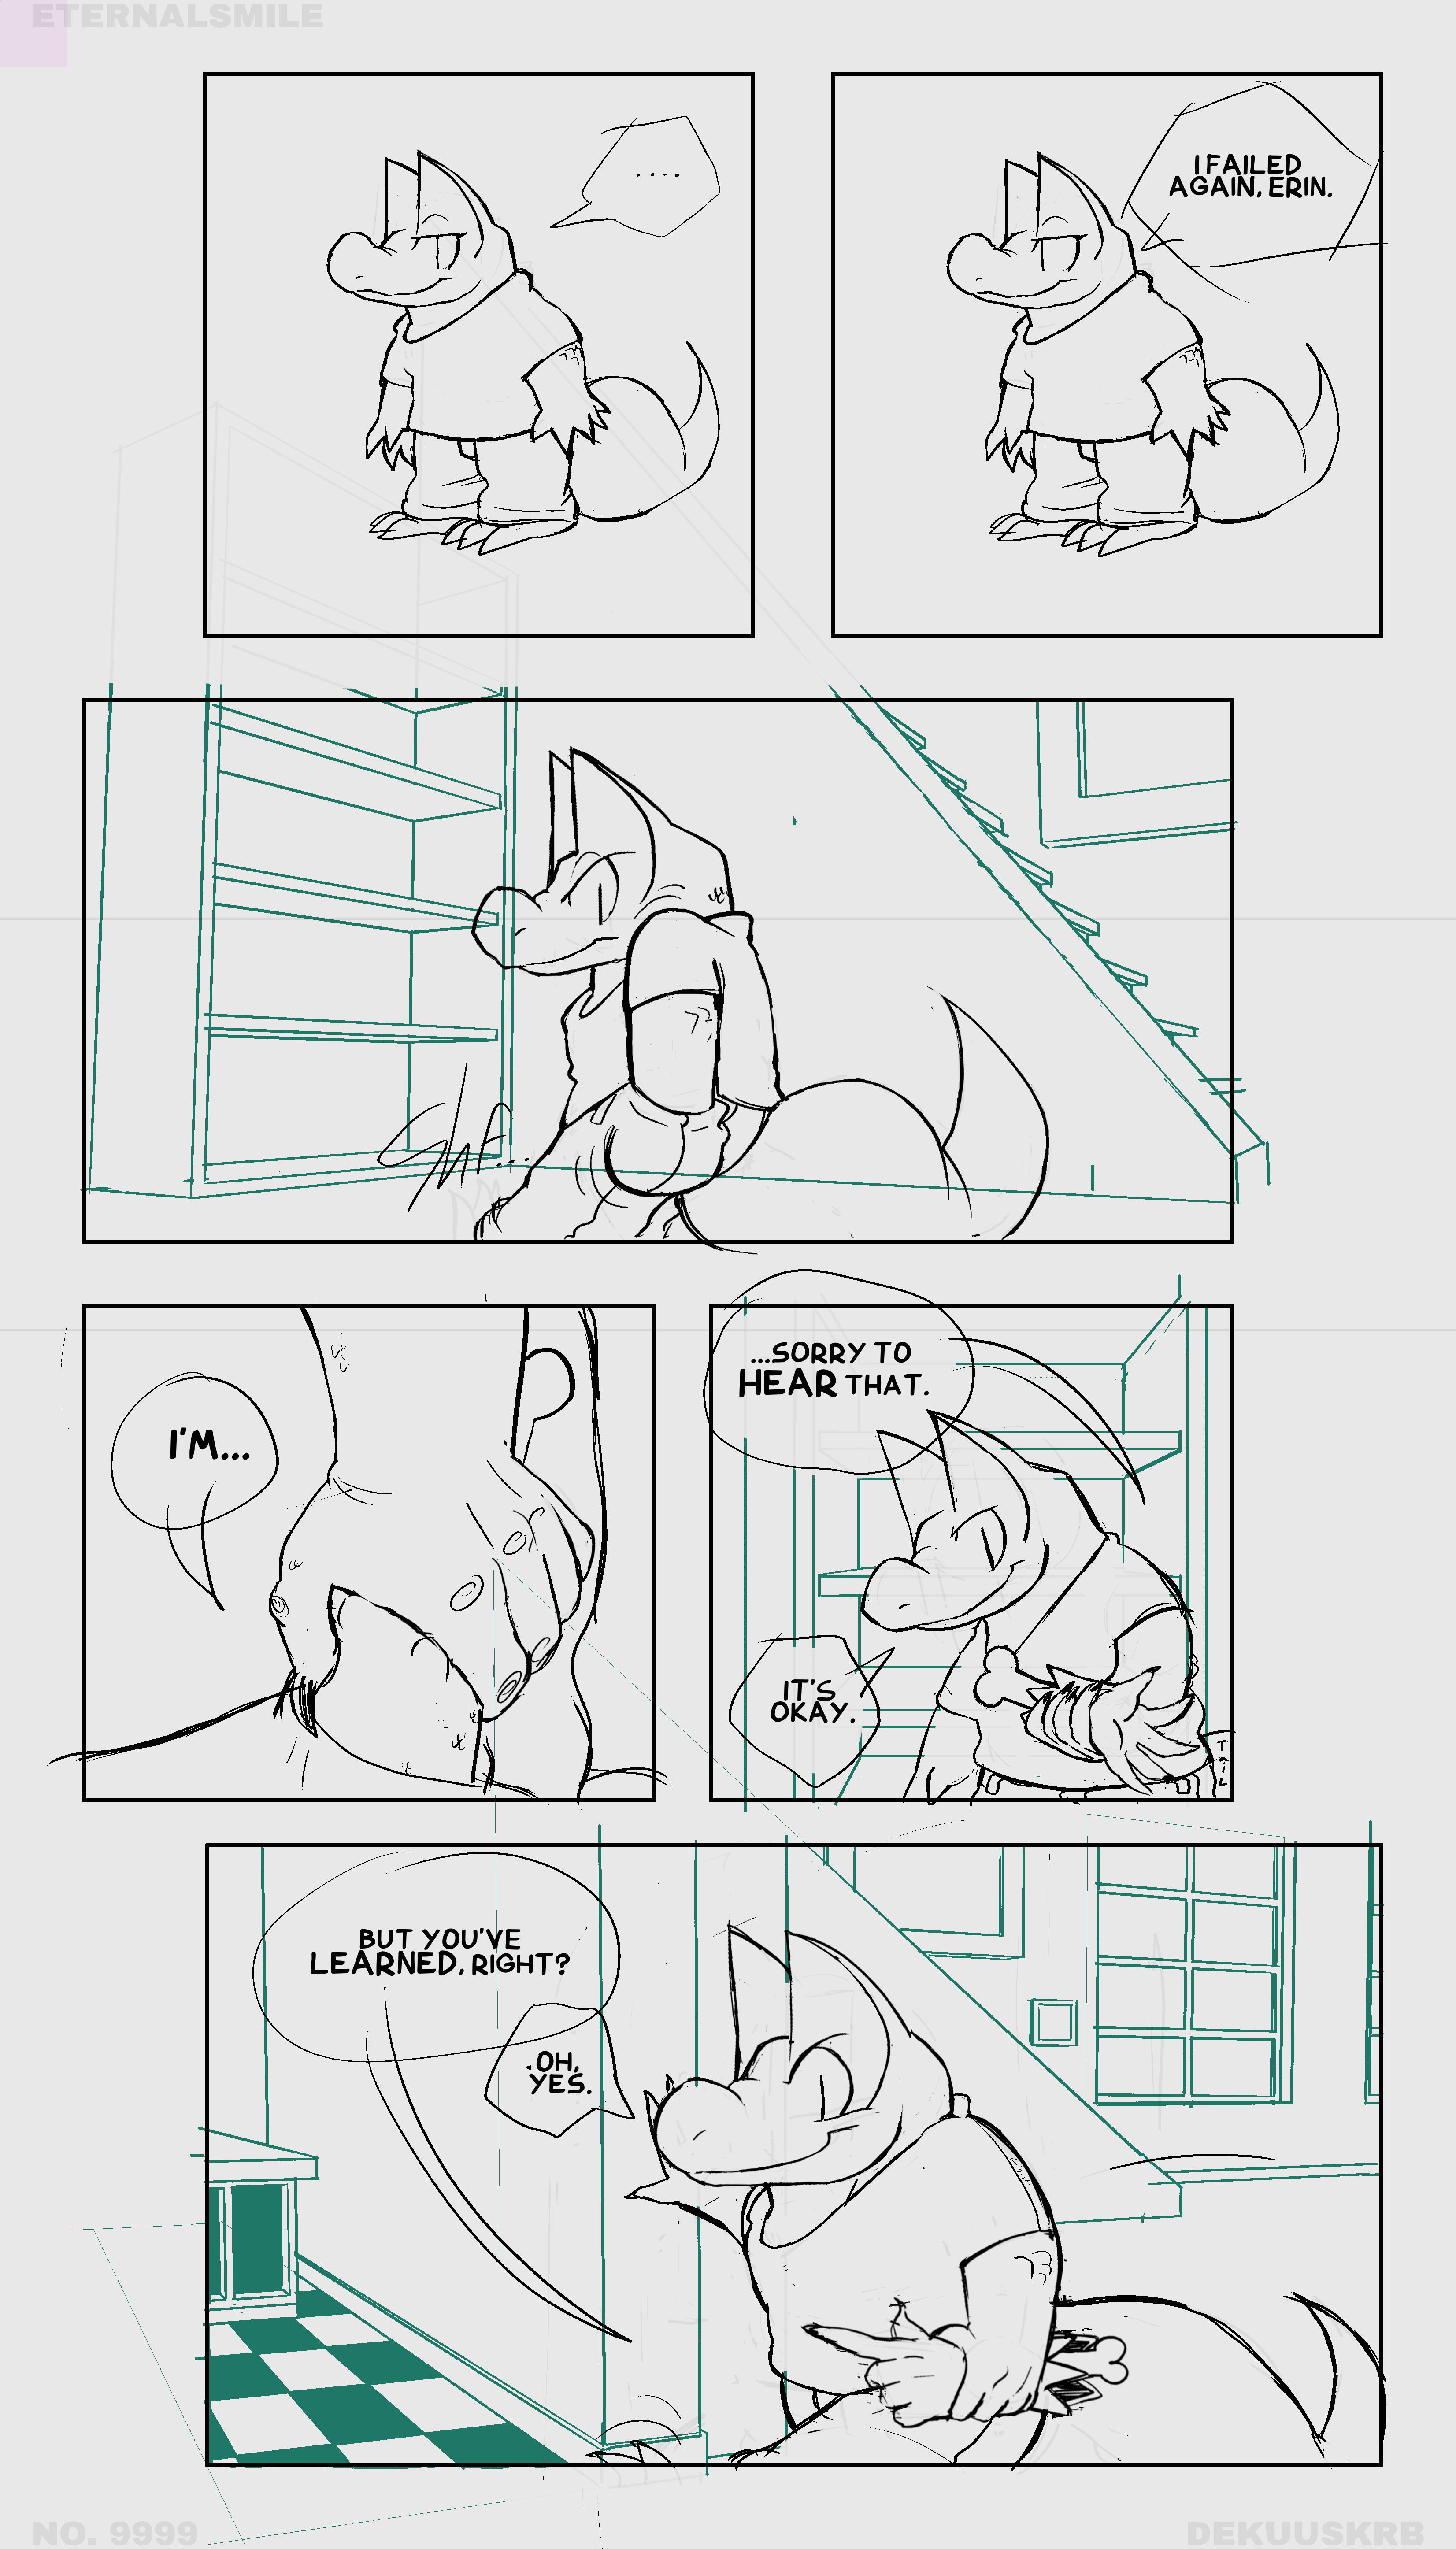 ETERNALSMILE
....
I FAILED
AGAIN, ERIN.
I'M...
...SORRY TO
HEAR THAT.
IT'S
OKAY.
TAIL
BUT YOU'VE
LEARNED, RIGHT?
.OH,
YES.
NO. 9999
DEKUUSKRB